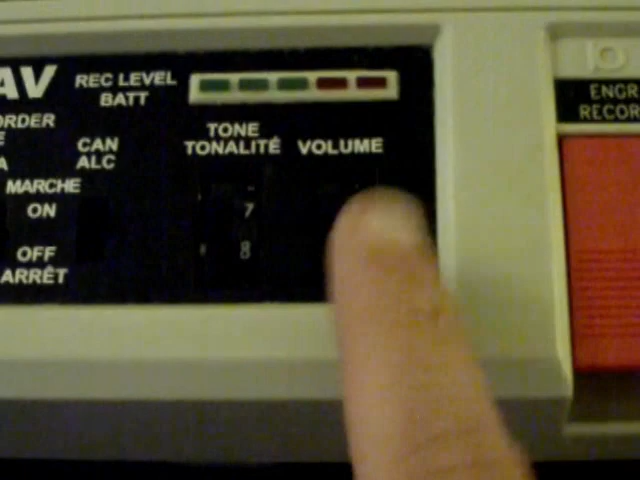 AV
REC LEVEL
BATT
ORDER
E
A
CAN
ALC
TONE
TONALITÉ
VOLUME
MARCHE
ON
OFF
ARRÊT
7
8
ENGR
RECOR